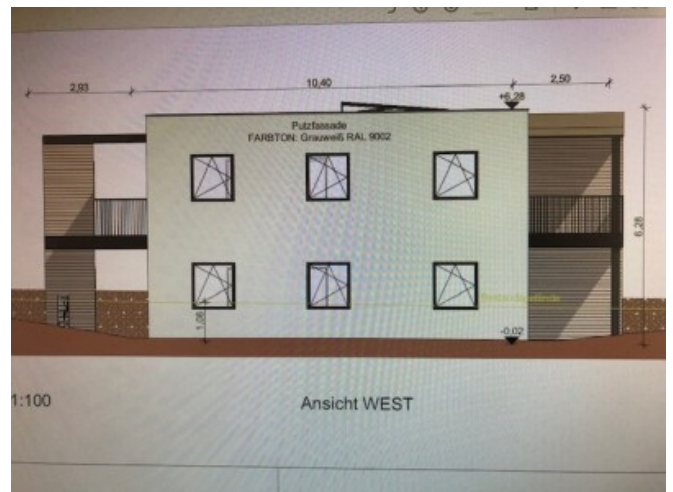 2,93
10,40
2,50
+6,28
Putzfassade
FARBTON: Grauweiß RAL 9002
6,28
Bestandsgelände
1,06
-0,02
1:100
Ansicht WEST